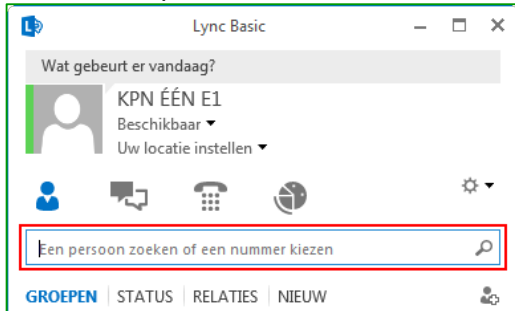 Lync Basic
Wat gebeurt er vandaag?
KPN ÉÉN E1
Beschikbaar
Uw locatie instellen
Een persoon zoeken of een nummer kiezen
GROEPEN STATUS RELATIES NIEUW